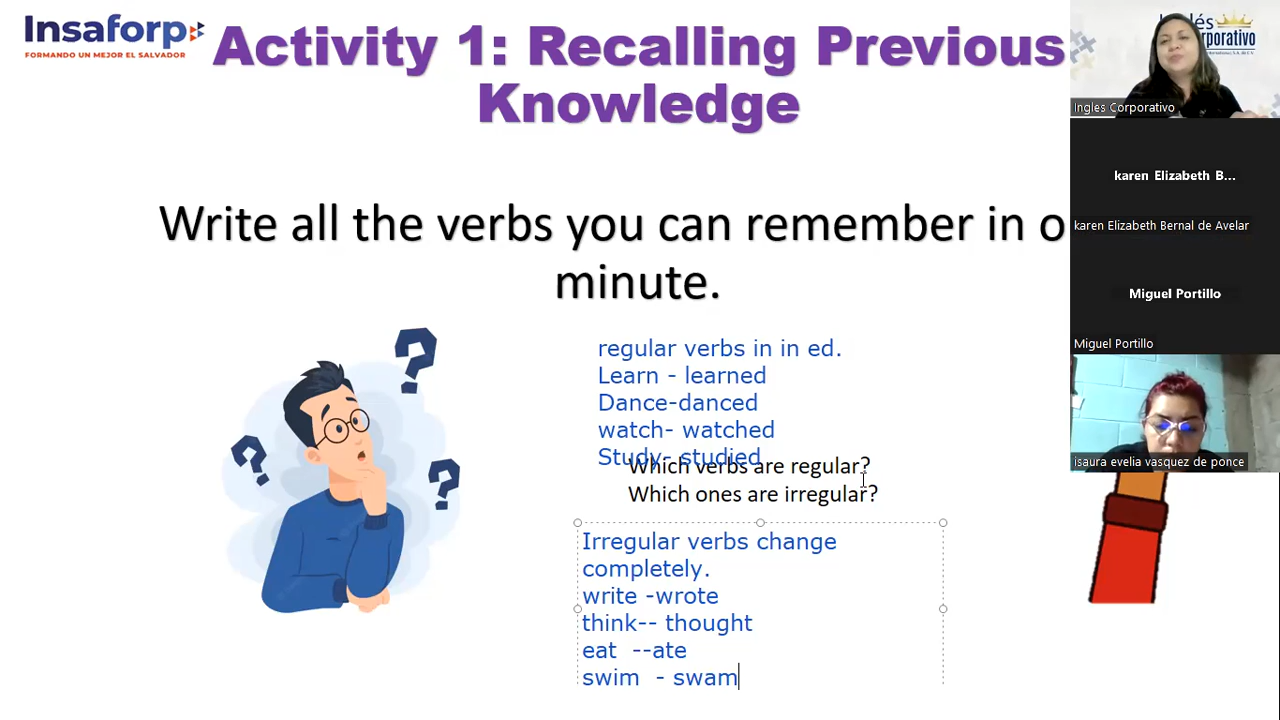 Insaforp
FORMANDO UN MEJOR EL SALVADOR
Activity 1: Recalling Previous
Knowledge
Write all the verbs you can remember in o
minute.
regular verbs in in ed.
Learn - learned
Dance-danced
watch- watched
Study- studied
Which verbs are regular?
Which ones are irregular?
Irregular verbs change
completely.
write -wrote
think-- thought
eat --ate
swim - swam
Ingles Corporativo
karen Elizabeth B...
karen Elizabeth Bernal de Avelar
Miguel Portillo
Miguel Portillo
isaura evelia vasquez de ponce